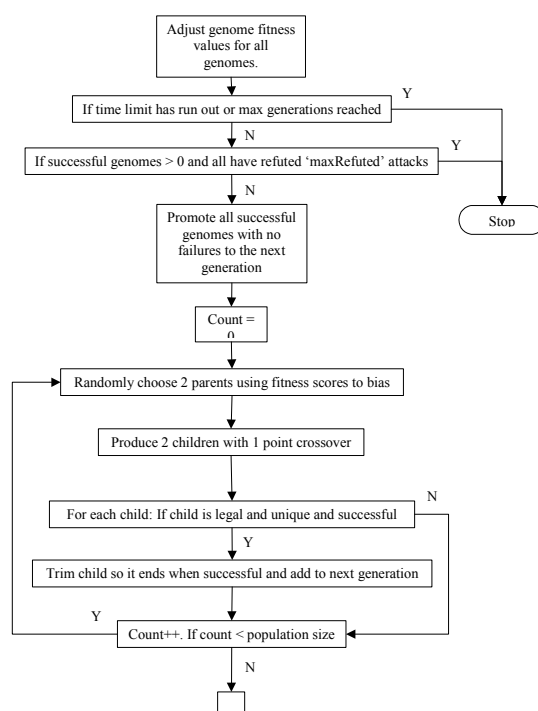 Adjust genome fitness
values for all
genomes.
Y
If time limit has run out or max generations reached
N
Y
If successful genomes > 0 and all have refuted ‘maxRefuted’ attacks
N
Promote all successful
genomes with no
failures to the next
generation
Stop
Count =
0
Randomly choose 2 parents using fitness scores to bias
Produce 2 children with 1 point crossover
N
For each child: If child is legal and unique and successful
Y
Trim child so it ends when successful and add to next generation
Y
Count++. If count < population size
N